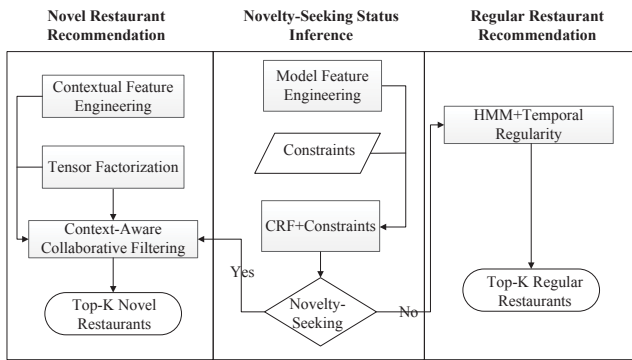 Novel Restaurant
Recommendation
Novelty-Seeking Status
Inference
Regular Restaurant
Recommendation
Contextual Feature
Engineering
Tensor Factorization
Context-Aware
Collaborative Filtering
Top-K Novel
Restaurants
Model Feature
Engineering
Constraints
CRF+Constraints
Yes
Novelty-
Seeking
No
HMM+Temporal
Regularity
Top-K Regular
Restaurants